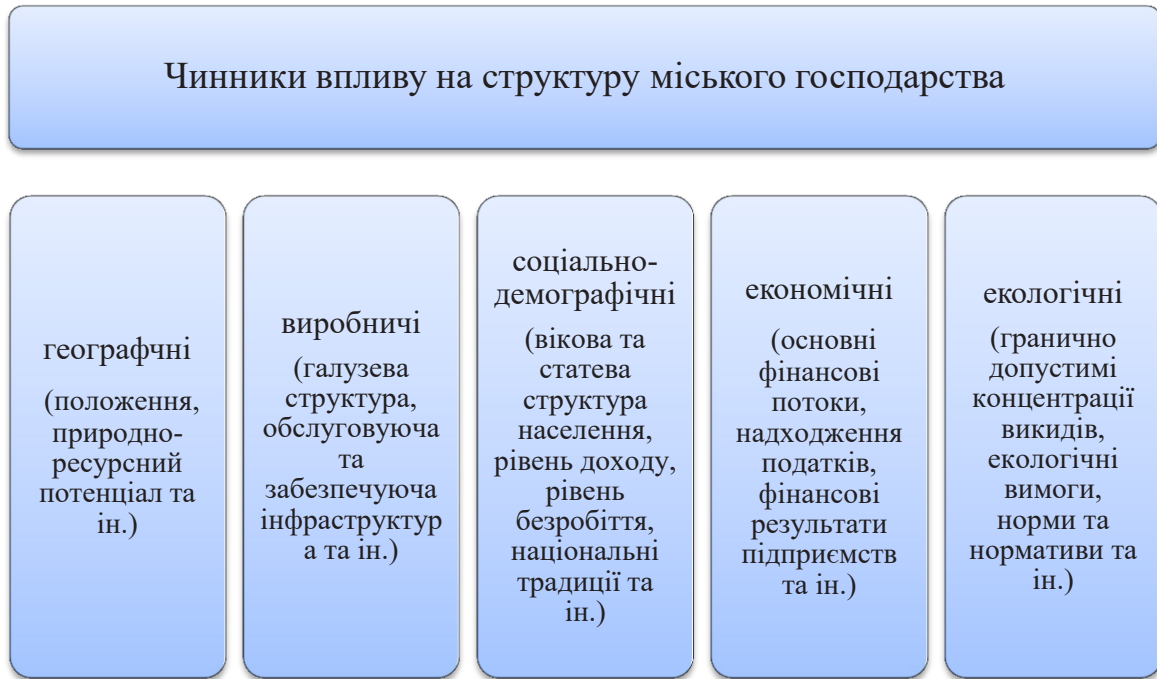 Чинники впливу на структуру міського господарства
географчні
(положення,
природно-
ресурсний
потенціал та
ін.)
виробничі
(галузева
структура,
обслуговуюча
та
забезпечуюча
інфраструктур
а та ін.)
соціально-
демографічні
(вікова та
статева
структура
населення,
рівень доходу,
рівень
безробіття,
національні
традиції та
ін.)
економічні
(основні
фінансові
потоки,
надходження
податків,
фінансові
результати
підприємств
та ін.)
екологічні
(гранично
допустимі
концентрації
викидів,
екологічні
вимоги,
норми та
нормативи та
ін.)